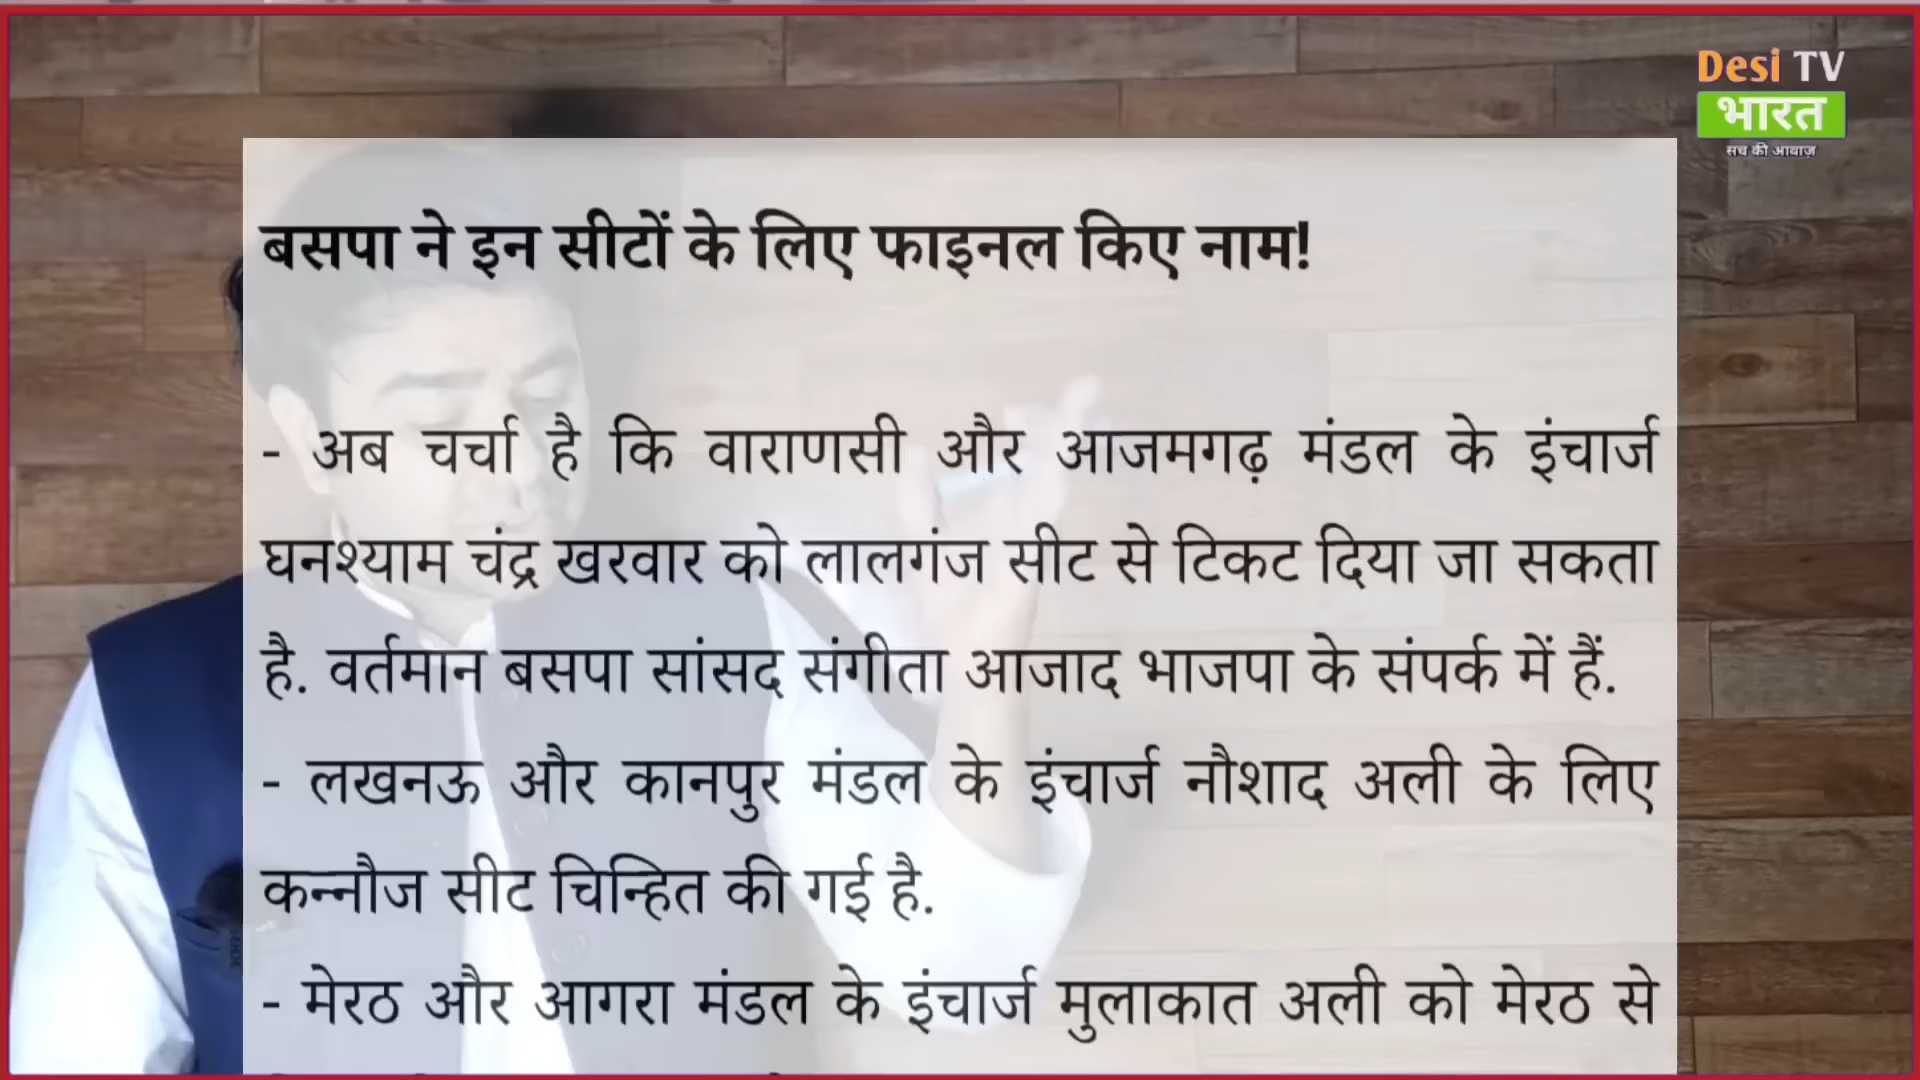 Desi TV
भारत
सच की आवाज़
बसपा ने इन सीटों के लिए फाइनल किए नाम!
- अब चर्चा है कि वाराणसी और आजमगढ़ मंडल के इंचार्ज
घनश्याम चंद्र खरवार को लालगंज सीट से टिकट दिया जा सकता
है. वर्तमान बसपा सांसद संगीता आजाद भाजपा के संपर्क में हैं.
- लखनऊ और कानपुर मंडल के इंचार्ज नौशाद अली के लिए
कन्नौज सीट चिन्हित की गई है.
- मेरठ और आगरा मंडल के इंचार्ज मुलाकात अली को मेरठ से